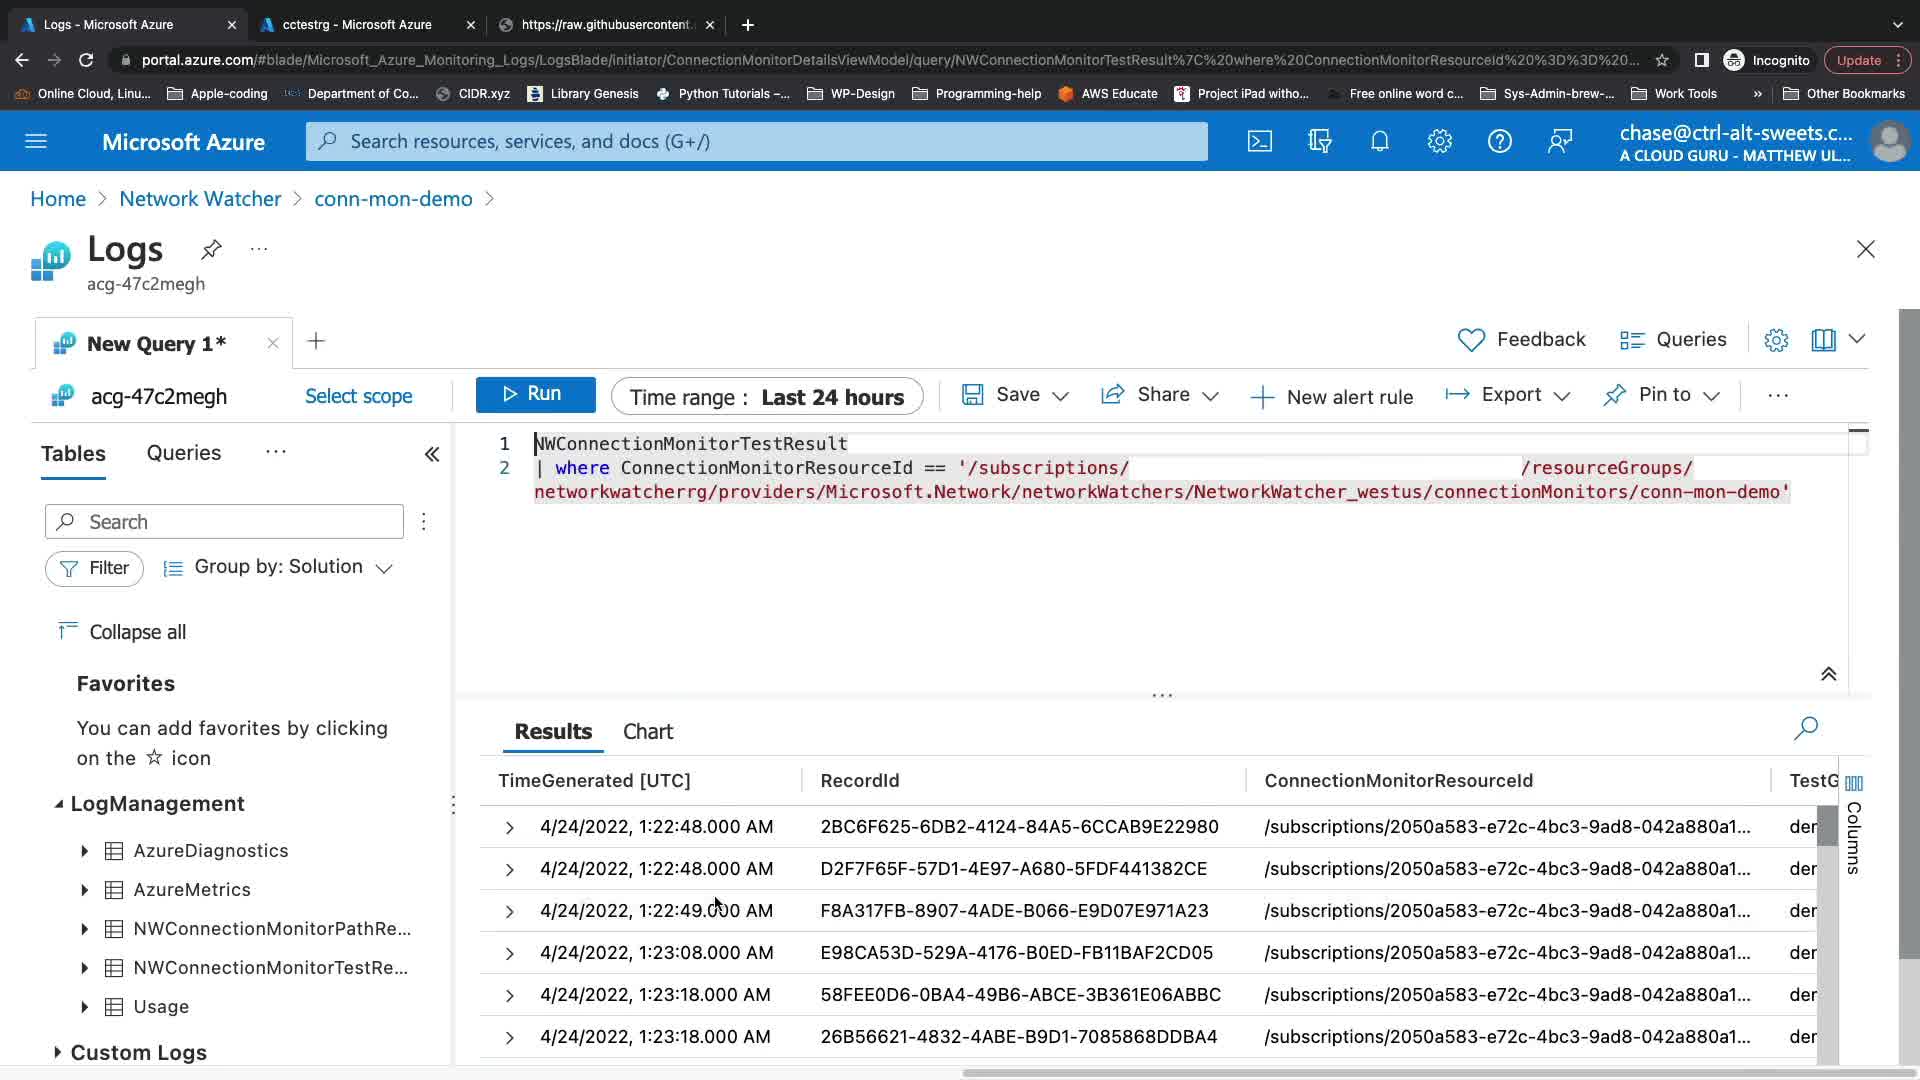 Logs - Microsoft Azure
cctestrg - Microsoft Azure
https://raw.githubusercontent.
portal.azure.com/#blade/Microsoft_Azure_Monitoring_Logs/LogsBlade/initiator/ConnectionMonitorDetailsViewModel/query/NWConnectionMonitorTestResult%7C%20where%20ConnectionMonitorResourceId%20%3D%3D%20...
Incognito
Update
Online Cloud, Linu...
Apple-coding
Department of Co...
CIDR.xyz
Library Genesis
Python Tutorials –...
WP-Design
Programming-help
AWS Educate
Project iPad witho...
Free online word c...
Sys-Admin-brew-...
Work Tools
»
Other Bookmarks
Microsoft Azure
Search resources, services, and docs (G+/)
chase@ctrl-alt-sweets.c...
A CLOUD GURU - MATTHEW UL...
Home > Network Watcher > conn-mon-demo >
Logs
...
acg-47c2megh
New Query 1*
Feedback
Queries
acg-47c2megh
Select scope
Run
Time range : Last 24 hours
Save
Share
New alert rule
Export
Pin to
...
Tables
Queries
...
1 NWConnectionMonitorTestResult
2 | where ConnectionMonitorResourceId == '/subscriptions/ /resourceGroups/
networkwatcherrg/providers/Microsoft.Network/networkWatchers/NetworkWatcher_westus/connectionMonitors/conn-mon-demo'
Search
Filter
Group by: Solution
Collapse all
Favorites
You can add favorites by clicking
on the ☆ icon
LogManagement
AzureDiagnostics
AzureMetrics
NWConnectionMonitorPathRe...
NWConnectionMonitorTestRe...
Usage
Custom Logs
...
Results
Chart
TimeGenerated [UTC] RecordId ConnectionMonitorResourceId TestG
4/24/2022, 1:22:48.000 AM 2BC6F625-6DB2-4124-84A5-6CCAB9E22980 /subscriptions/2050a583-e72c-4bc3-9ad8-042a880a1... der
4/24/2022, 1:22:48.000 AM D2F7F65F-57D1-4E97-A680-5FDF441382CE /subscriptions/2050a583-e72c-4bc3-9ad8-042a880a1... der
4/24/2022, 1:22:49.000 AM F8A317FB-8907-4ADE-B066-E9D07E971A23 /subscriptions/2050a583-e72c-4bc3-9ad8-042a880a1... der
4/24/2022, 1:23:08.000 AM E98CA53D-529A-4176-B0ED-FB11BAF2CD05 /subscriptions/2050a583-e72c-4bc3-9ad8-042a880a1... der
4/24/2022, 1:23:18.000 AM 58FEE0D6-0BA4-49B6-ABCE-3B361E06ABBC /subscriptions/2050a583-e72c-4bc3-9ad8-042a880a1... der
4/24/2022, 1:23:18.000 AM 26B56621-4832-4ABE-B9D1-7085868DDBA4 /subscriptions/2050a583-e72c-4bc3-9ad8-042a880a1... der
Columns